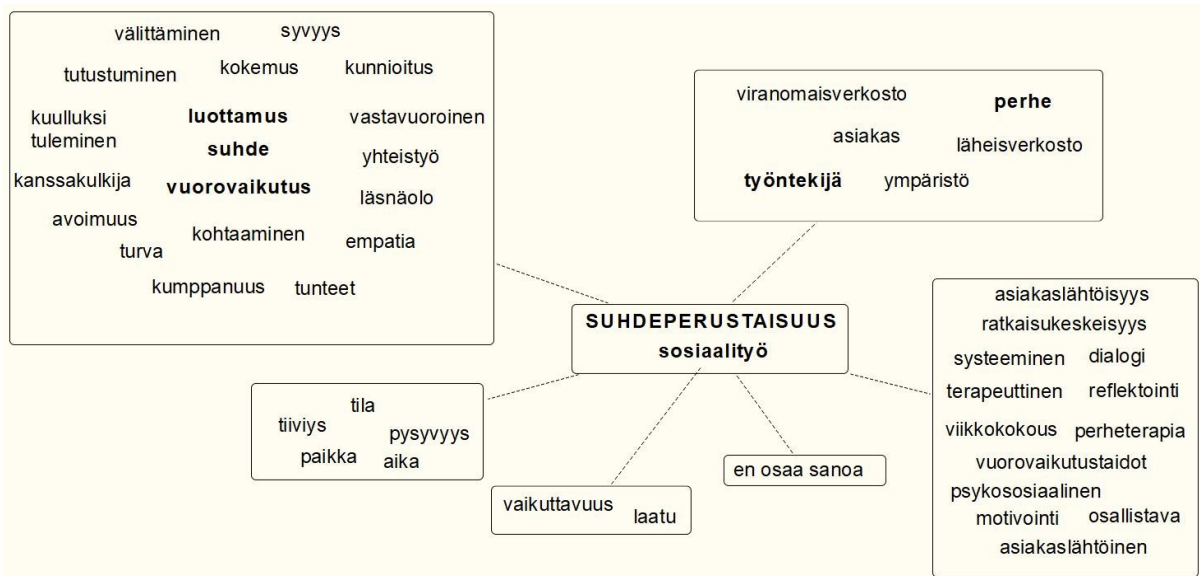 välittäminen syvyys
tutustuminen kokemus kunnioitus
kuulluksi
tuleminen
luottamus
vastavuoroinen
suhde
yhteistyö
kanssakulkija vuorovaikutus
läsnäolo
avoimuus
turva
kohtaaminen
empatia
kumppanuus tunteet
viranomaisverkosto perhe
asiakas
läheisverkosto
työntekijä ympäristö
SUHDEPERUSTAISUUS
sosiaalityö
asiakaslähtöisyys
ratkaisukeskeisyys
systeeminen dialogi
terapeuttinen reflektointi
viikkokokous perheterapia
vuorovaikutustaidot
psykososiaalinen
motivointi osallistava
asiakaslähtöinen
tila
tiiviys
pysyvyys
paikka aika
vaikuttavuus
laatu
en osaa sanoa